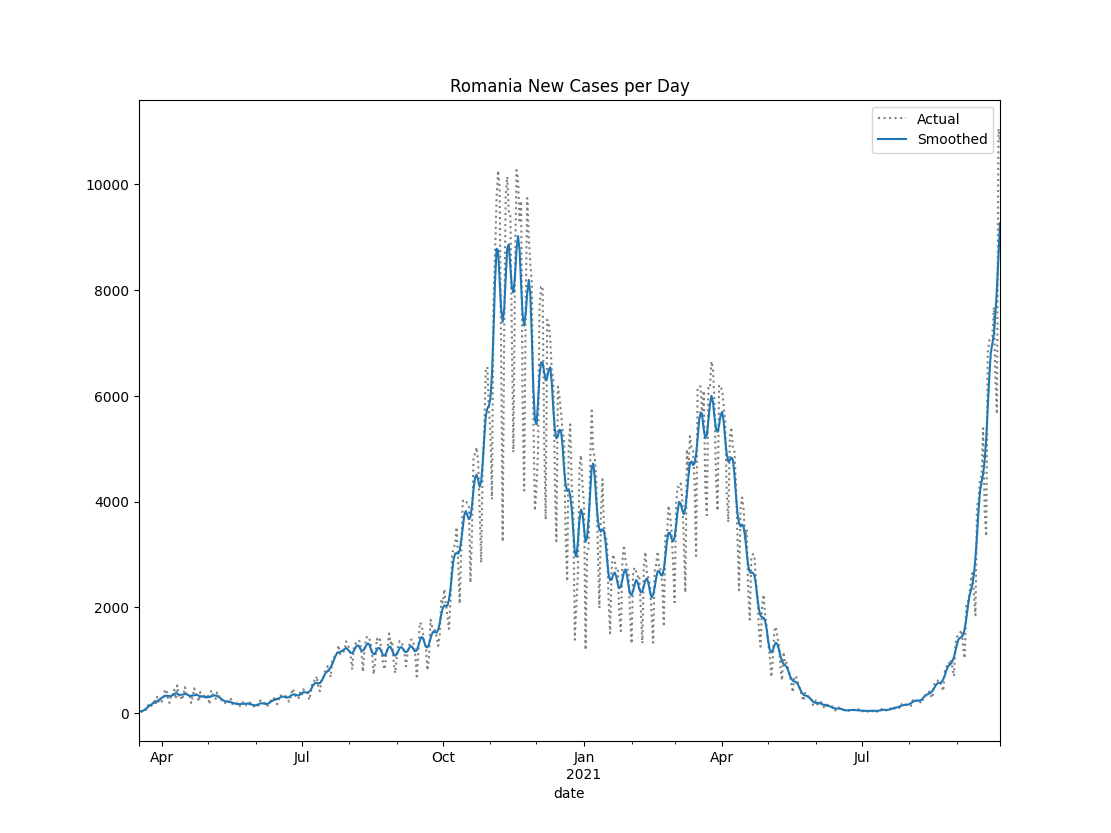 Romania New Cases per Day
Actual
Smoothed
10000
8000
6000
4000
2000
0
Apr
Jul
Oct
Jan
2021
Apr
Jul
date